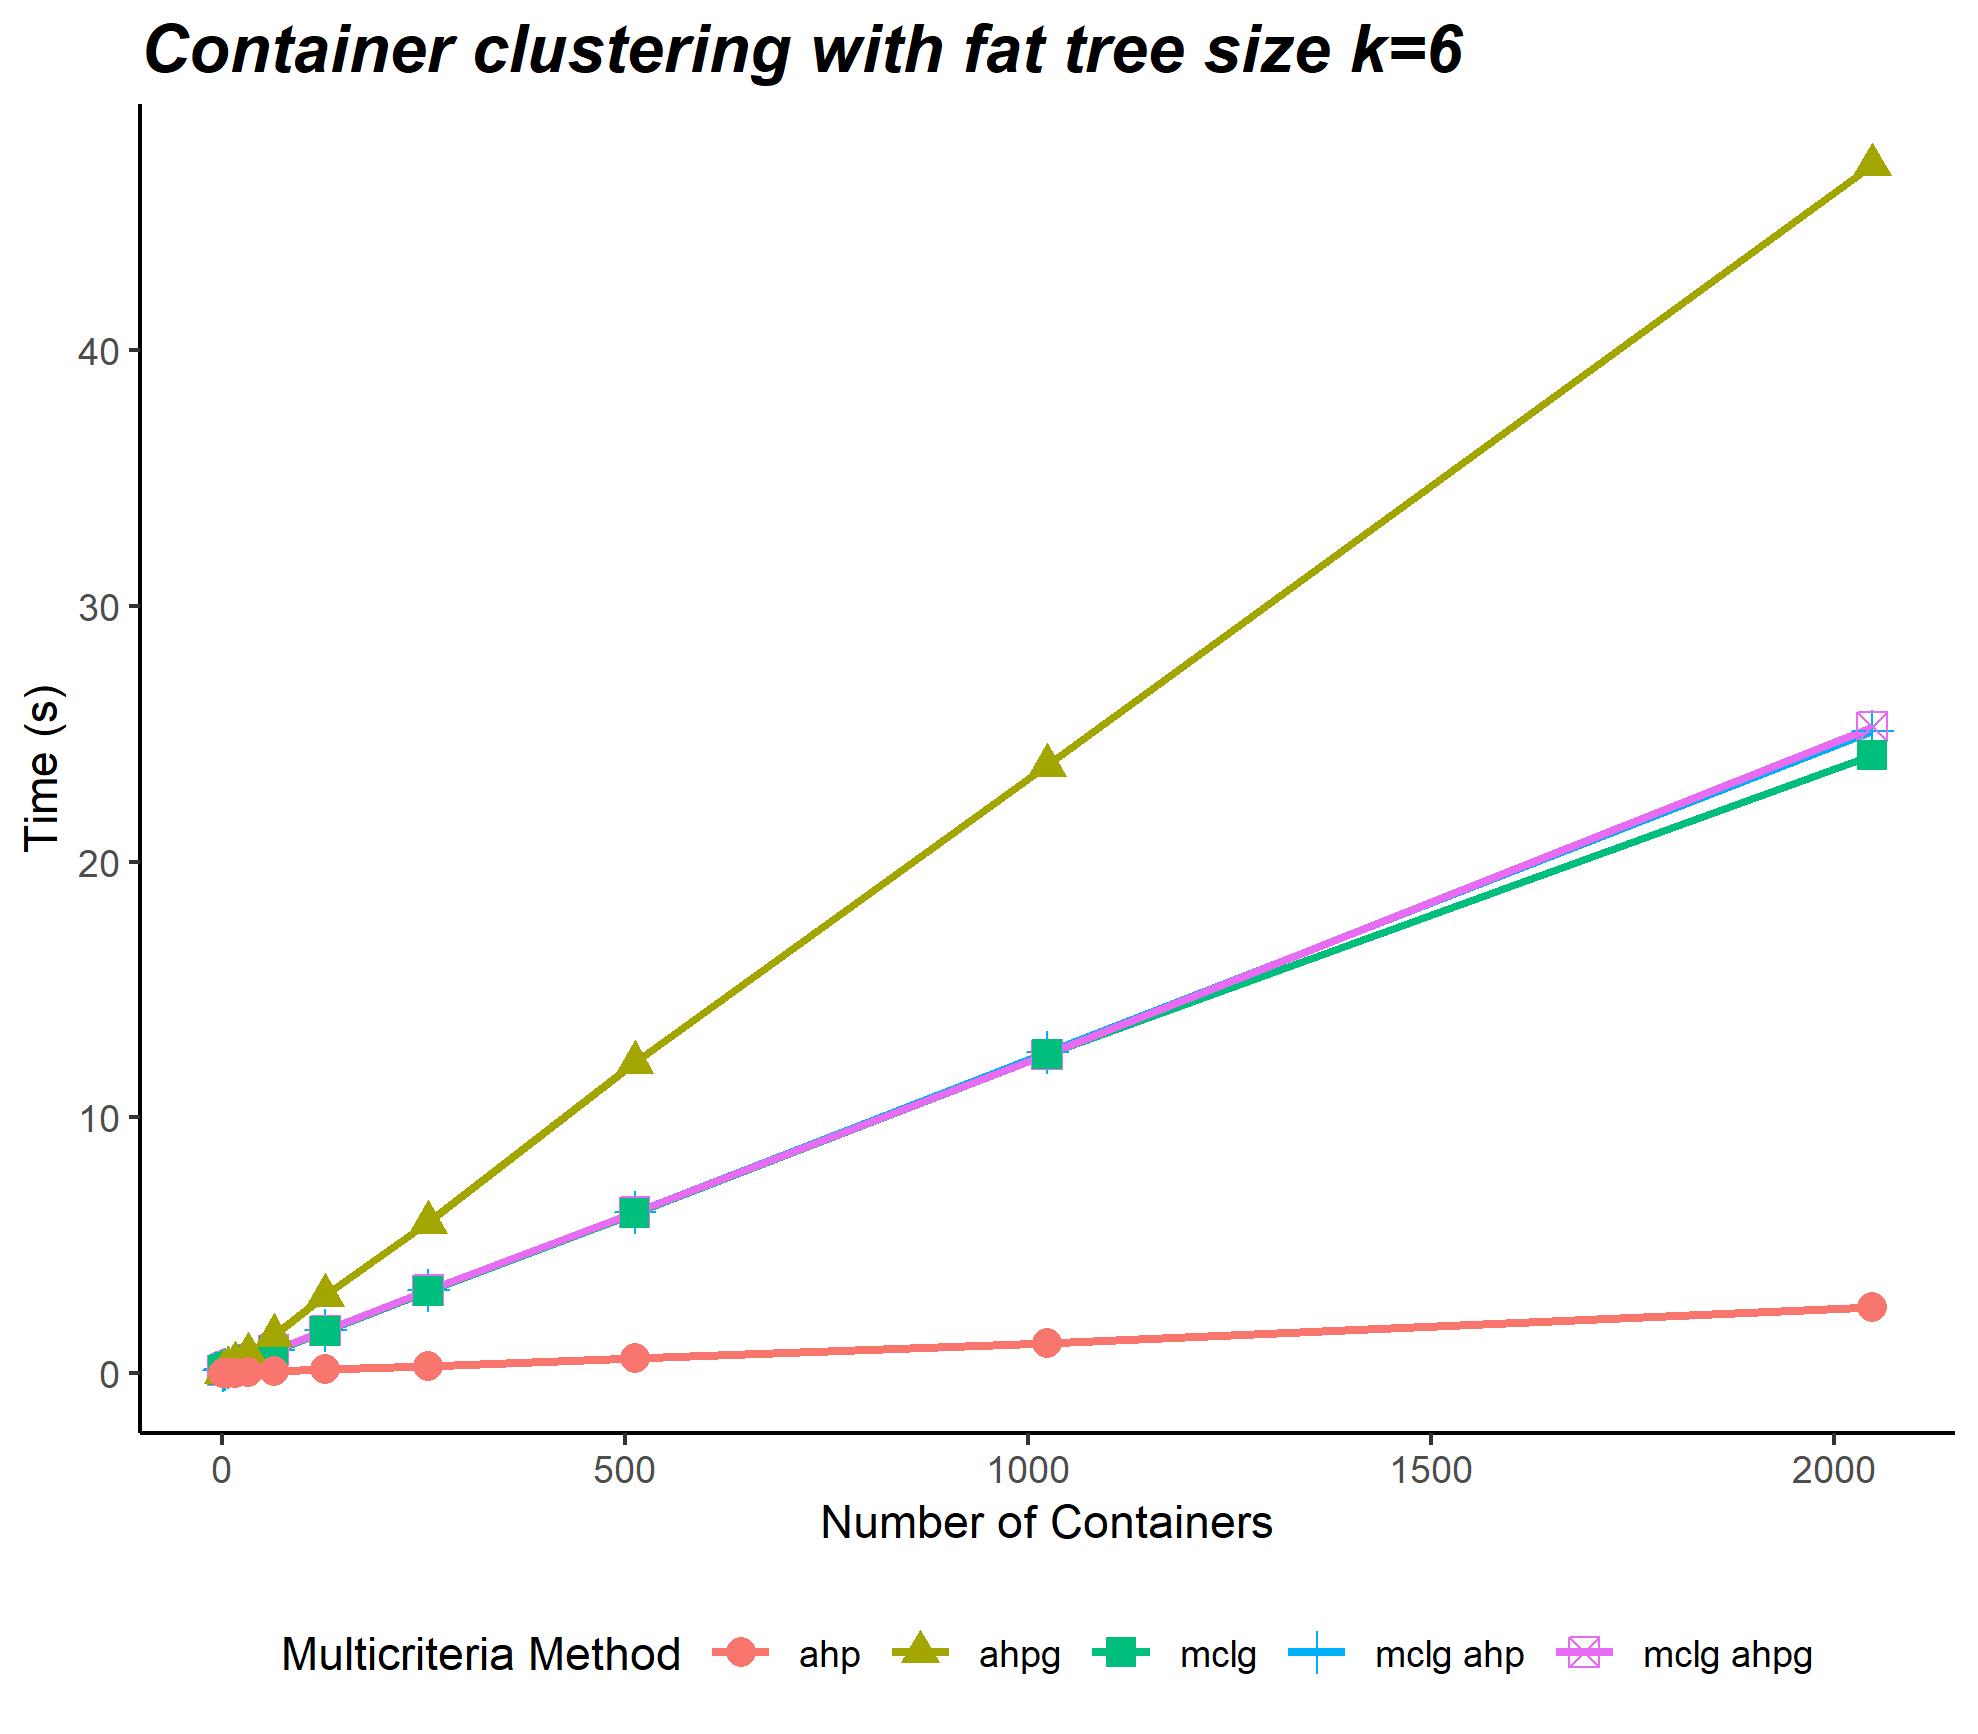 Container clustering with fat tree size k=6
Time (s)
40
30
20
10
0
0 500 1000 1500 2000
Number of Containers
Multicriteria Method ahp ahpg mclg mclg ahp mclg ahpg